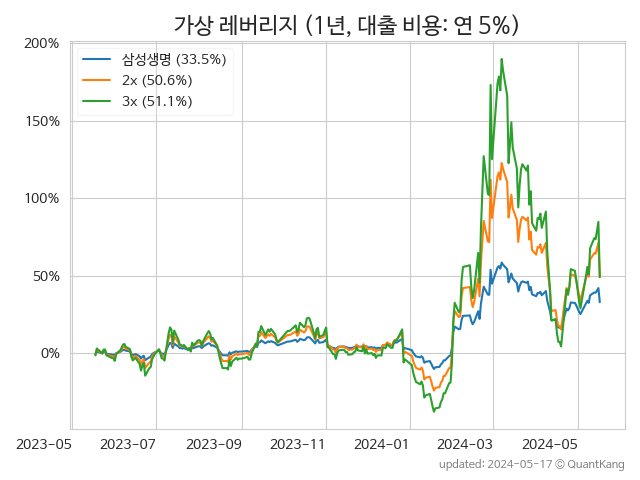 가상 레버리지 (1년, 대출 비용: 연 5%)
200%
150%
100%
50%
0%
삼성생명 (33.5%)
2x (50.6%)
3x (51.1%)
2023-05 2023-07 2023-09 2023-11 2024-01 2024-03 2024-05
updated: 2024-05-17 © QuantKang